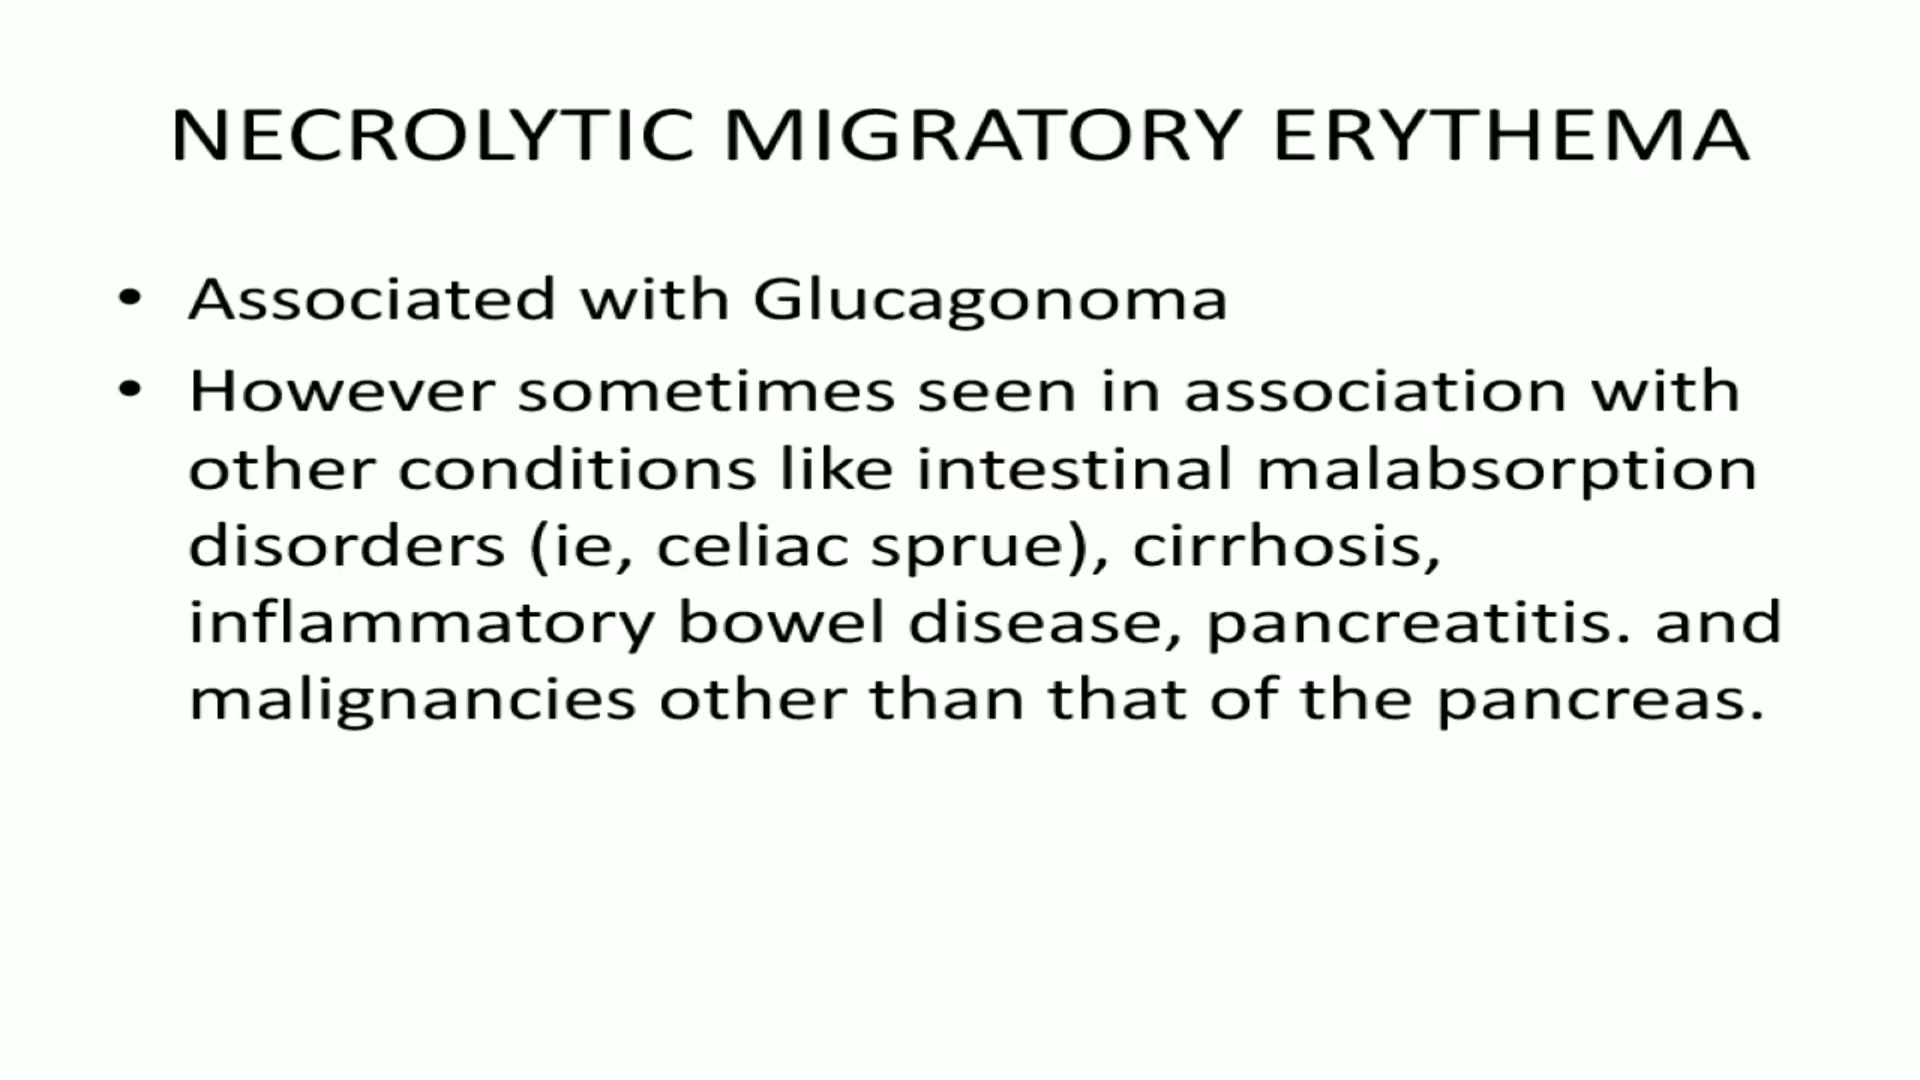 NECROLYTIC MIGRATORY ERYTHEMA
• Associated with Glucagonoma
• However sometimes seen in association with
other conditions like intestinal malabsorption
disorders (ie, celiac sprue), cirrhosis,
inflammatory bowel disease, pancreatitis. and
malignancies other than that of the pancreas.